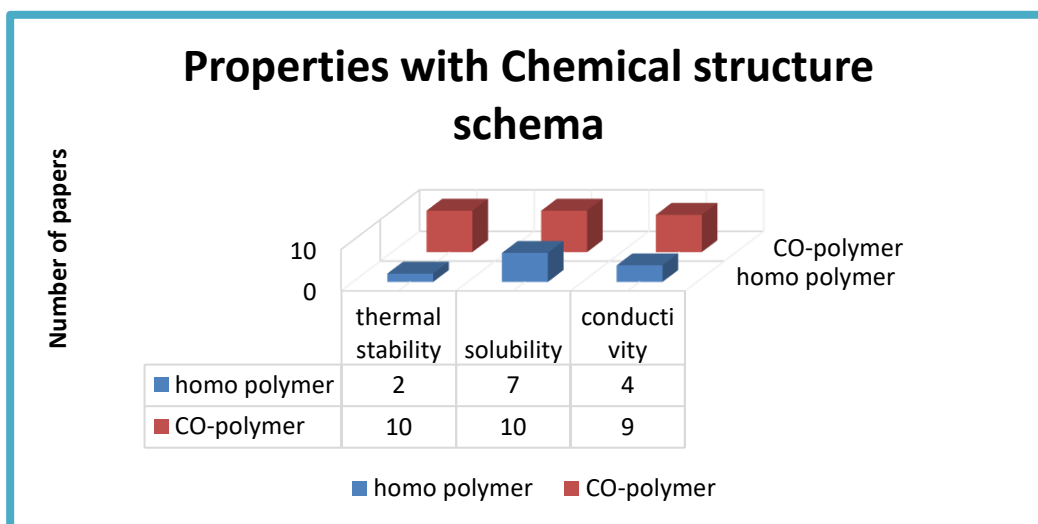 Properties with Chemical structure
schema
Number of papers
10
0
CO-polymer
homo polymer
thermal
stability
solubility
conducti
vity
homo polymer 2 7 4
CO-polymer 10 10 9
homo polymer CO-polymer